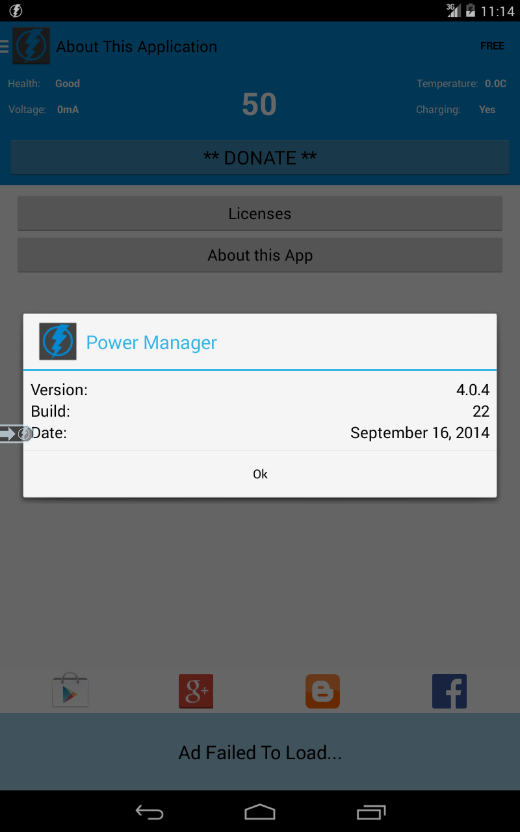 3G 11:14
About This Application FREE
Health: Good Temperature: 0.0C
50
Voltage: 0mA Charging: Yes
** DONATE **
Licenses
About this App
Power Manager
Version: 4.0.4
Build: 22
Date: September 16, 2014
Ok
g+
Ad Failed To Load...